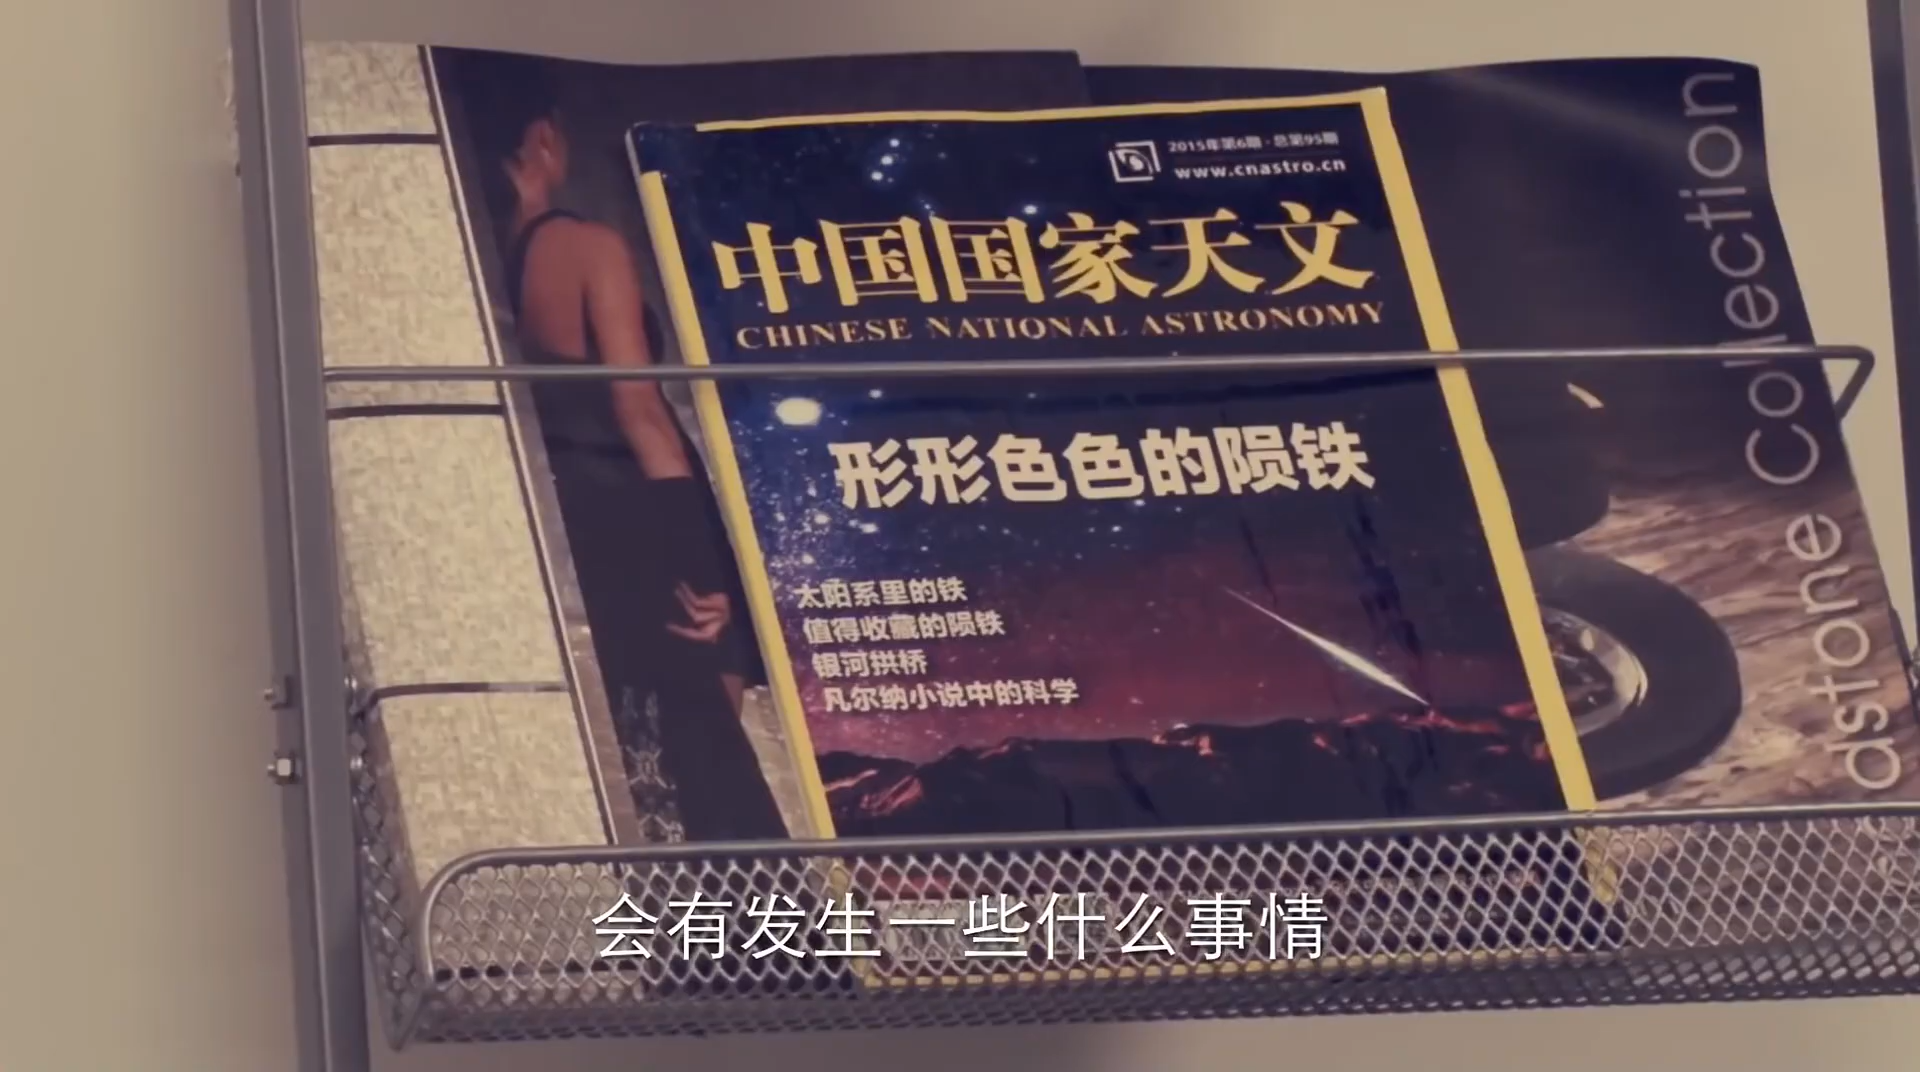 2015年第6期·总第95期
www.cnastro.cn
中国国家天文
CHINESE NATIONAL ASTRONOMY
形形色色的陨铁
太阳系里的铁
值得收藏的陨铁
银河拱桥
凡尔纳小说中的科学
dstone Collection
会有发生一些什么事情